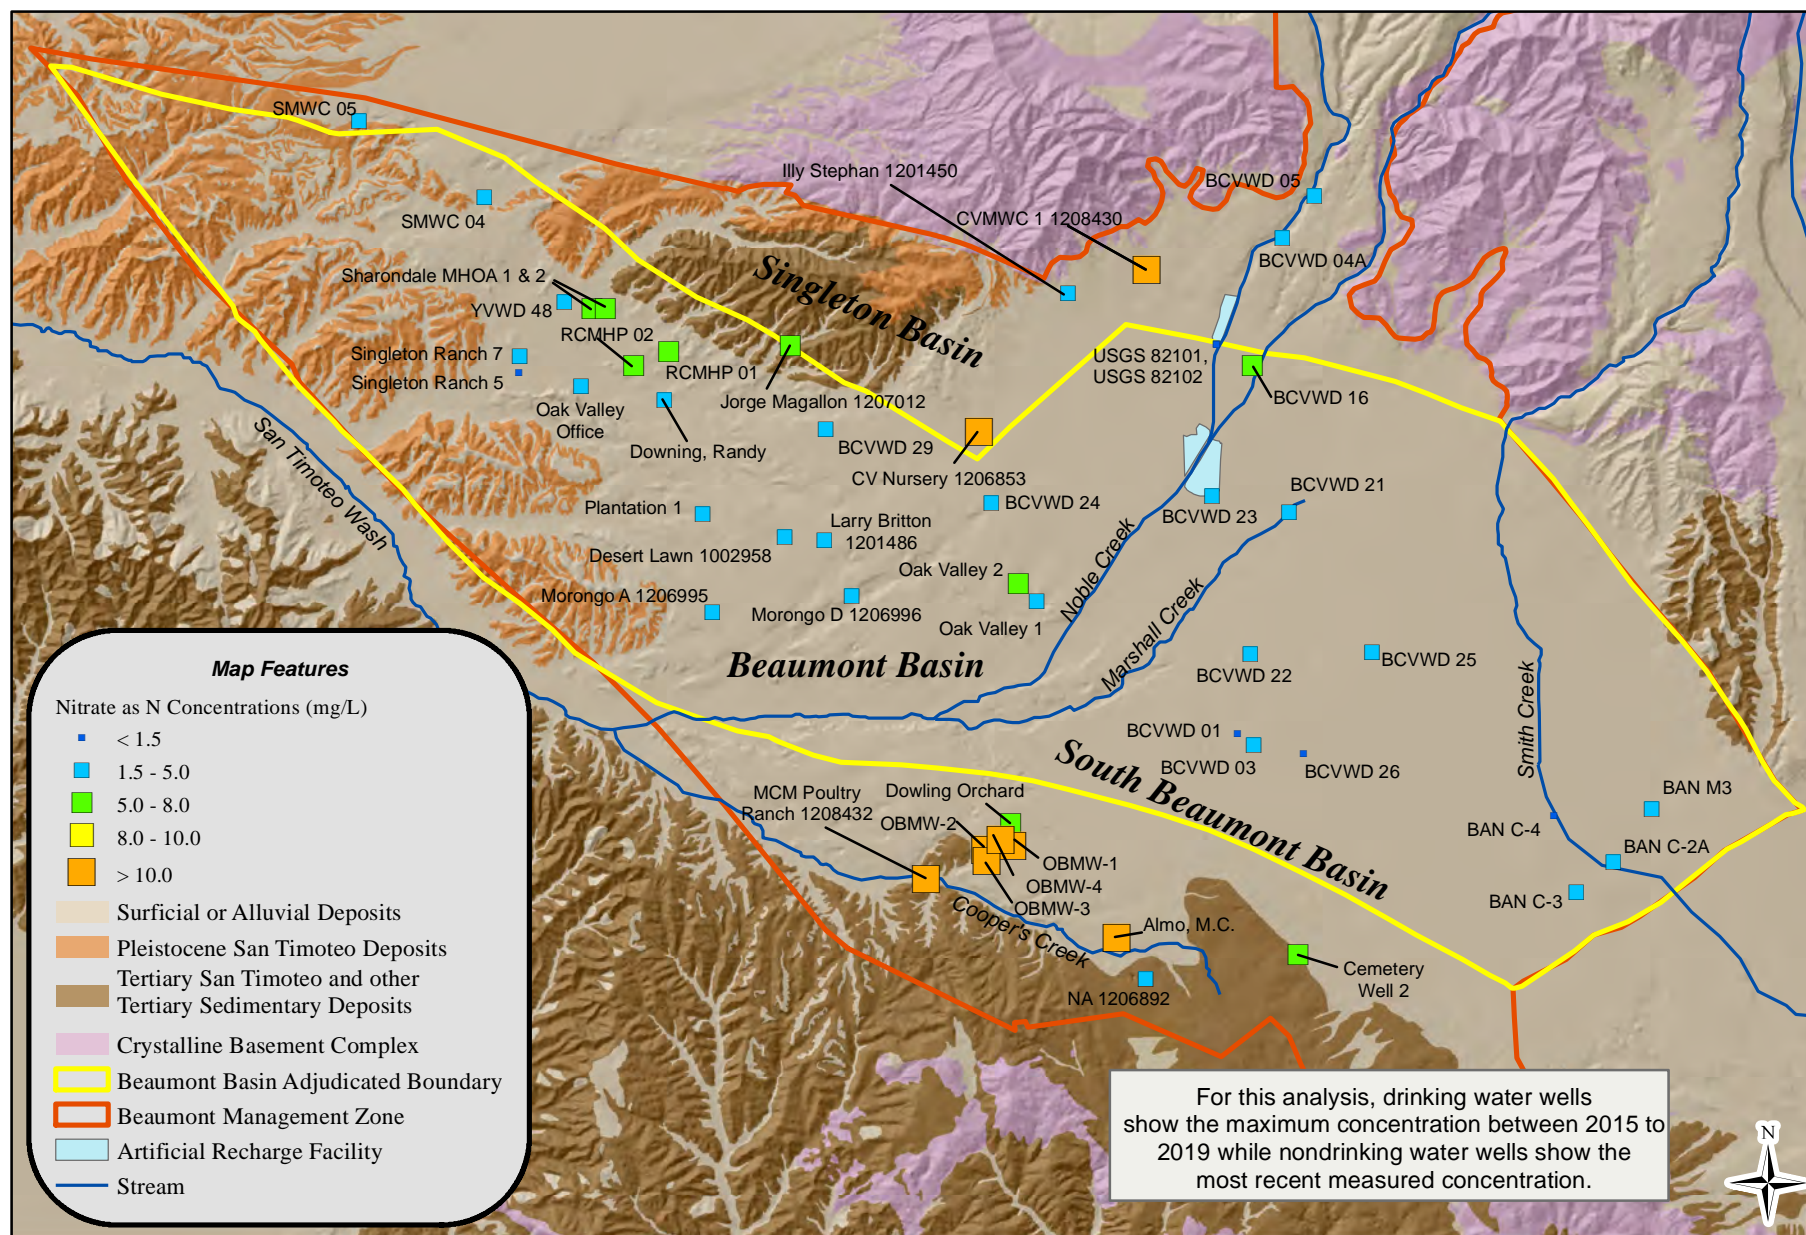 SMWC 05
SMWC 04
Illy Stephan 1201450
BCVWD 05
CVMWC 1 1208430
BCVWD 04A
Sharondale MHOA 1 & 2
YVWD 48
Singleton Basin
RCMHP 02
Singleton Ranch 7
Singleton Ranch 5
RCMHP 01
USGS 82101,
USGS 82102
Jorge Magallon 1207012
BCVWD 16
Oak Valley
Office
Downing, Randy
BCVWD 29
San Timoteo Wash
CV Nursery 1206853
BCVWD 24
BCVWD 21
Plantation 1
BCVWD 23
Larry Britton
1201486
Desert Lawn 1002958
Oak Valley 2
Noble Creek
Morongo A 1206995
Morongo D 1206996
Oak Valley 1
Marshall Creek
Beaumont Basin
BCVWD 22
BCVWD 25
Smith Creek
BCVWD 01
BCVWD 03
BCVWD 26
South Beaumont Basin
MCM Poultry
Ranch 1208432
Dowling Orchard
OBMW-2
BAN M3
BAN C-4
BAN C-2A
OBMW-1
OBMW-4
OBMW-3
BAN C-3
Cooper's Creek
Almo, M.C.
NA 1206892
Cemetery
Well 2
Map Features
Nitrate as N Concentrations (mg/L)
< 1.5
1.5 - 5.0
5.0 - 8.0
8.0 - 10.0
> 10.0
Surficial or Alluvial Deposits
Pleistocene San Timoteo Deposits
Tertiary San Timoteo and other
Tertiary Sedimentary Deposits
Crystalline Basement Complex
Beaumont Basin Adjudicated Boundary
Beaumont Management Zone
Artificial Recharge Facility
Stream
For this analysis, drinking water wells
show the maximum concentration between 2015 to
2019 while nondrinking water wells show the
most recent measured concentration.
N